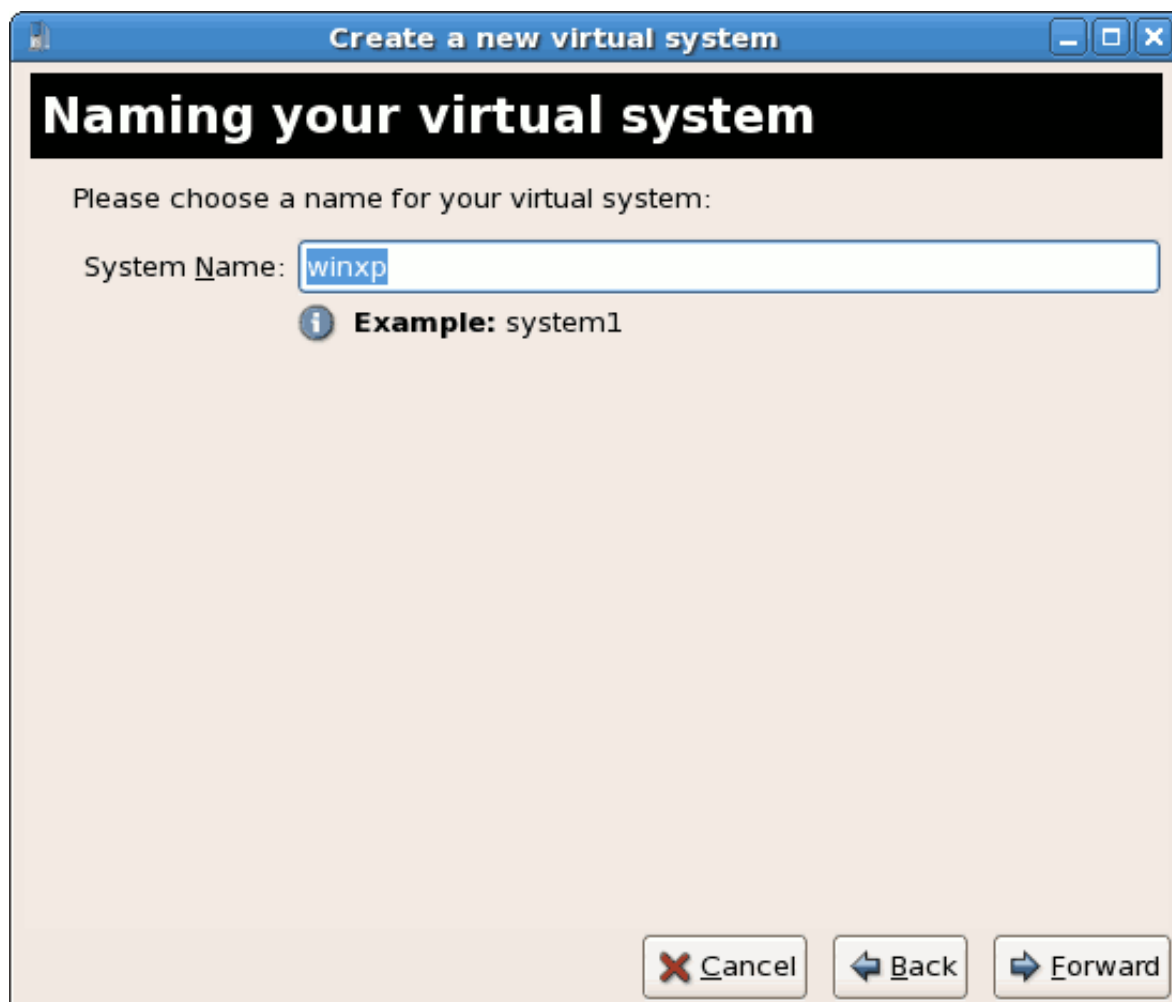 Create a new virtual system
Naming your virtual system
Please choose a name for your virtual system:
System Name: winxp
Example: system1
Cancel Back Forward